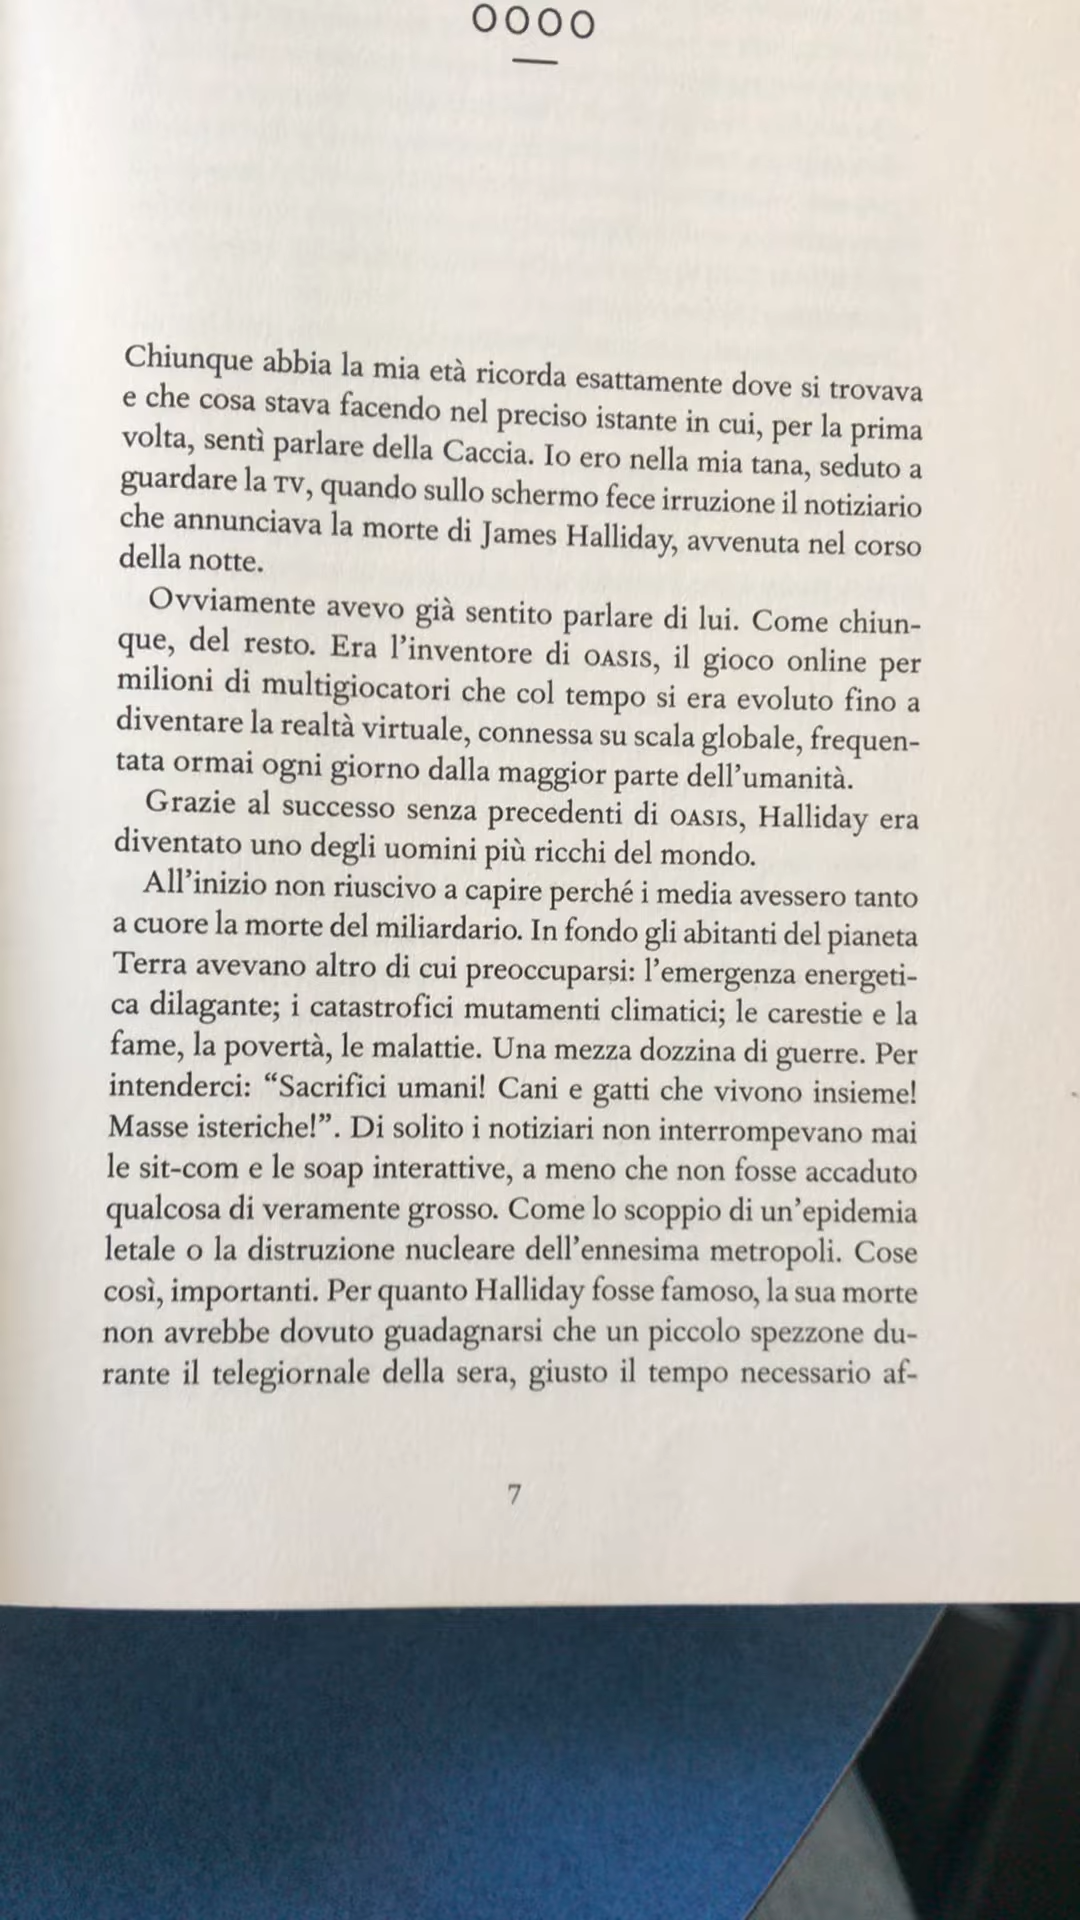 0000
Chiunque abbia la mia età ricorda esattamente dove si trovava
e che cosa stava facendo nel preciso istante in cui, per la prima
volta, sentì parlare della Caccia. Io ero nella mia tana, seduto a
guardare la TV, quando sullo schermo fece irruzione il notiziario
che annunciava la morte di James Halliday, avvenuta nel corso
della notte.
Ovviamente avevo già sentito parlare di lui. Come chiun-
que, del resto. Era l'inventore di OASIS, il gioco online per
milioni di multigiocatori che col tempo si era evoluto fino a
diventare la realtà virtuale, connessa su scala globale, frequen-
tata ormai ogni giorno dalla maggior parte dell'umanità.
Grazie al successo senza precedenti di OASIS, Halliday era
diventato uno degli uomini più ricchi del mondo.
All'inizio non riuscivo a capire perché i media avessero tanto
a cuore la morte del miliardario. In fondo gli abitanti del pianeta
Terra avevano altro di cui preoccuparsi: l'emergenza energeti-
ca dilagante; i catastrofici mutamenti climatici; le carestie e la
fame, la povertà, le malattie. Una mezza dozzina di guerre. Per
intenderci: “Sacrifici umani! Cani e gatti che vivono insieme!
Masse isteriche!”. Di solito i notiziari non interrompevano mai
le sit-com e le soap interattive, a meno che non fosse accaduto
qualcosa di veramente grosso. Come lo scoppio di un'epidemia
letale o la distruzione nucleare dell'ennesima metropoli. Cose
così, importanti. Per quanto Halliday fosse famoso, la sua morte
non avrebbe dovuto guadagnarsi che un piccolo spezzone du-
rante il telegiornale della sera, giusto il tempo necessario af-
7